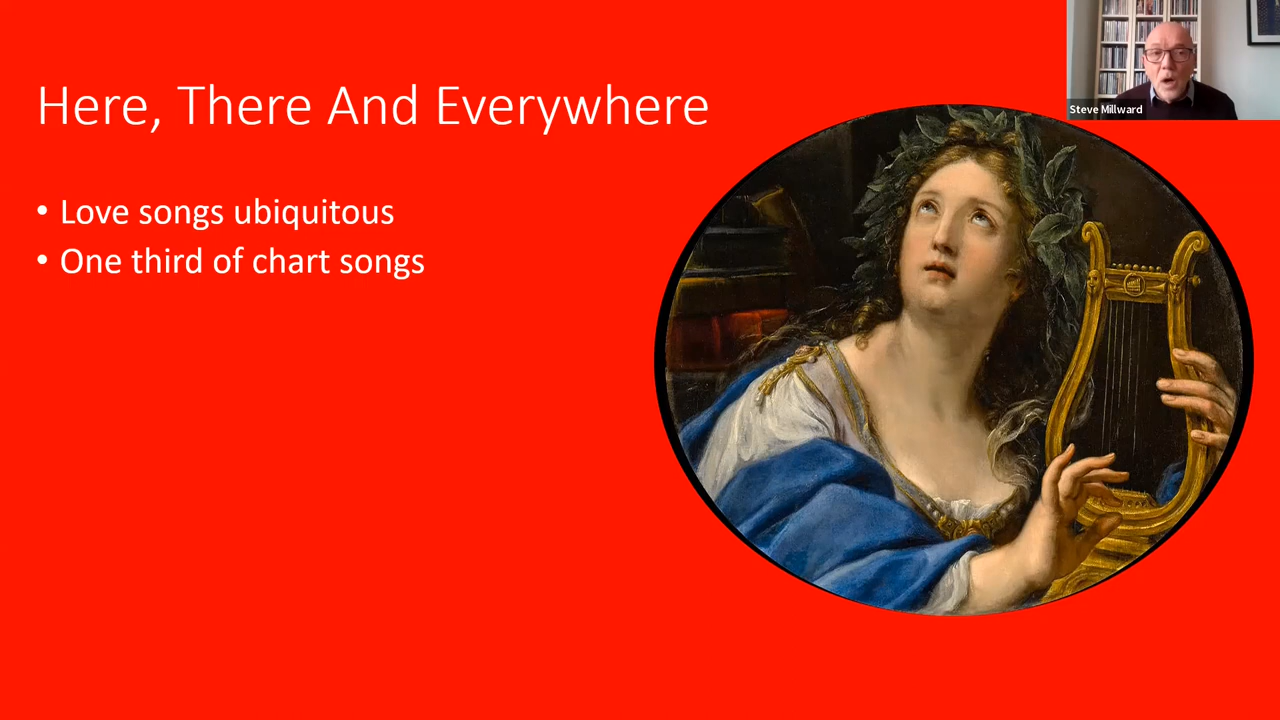 Here, There And Everywhere
• Love songs ubiquitous
• One third of chart songs
Steve Millward